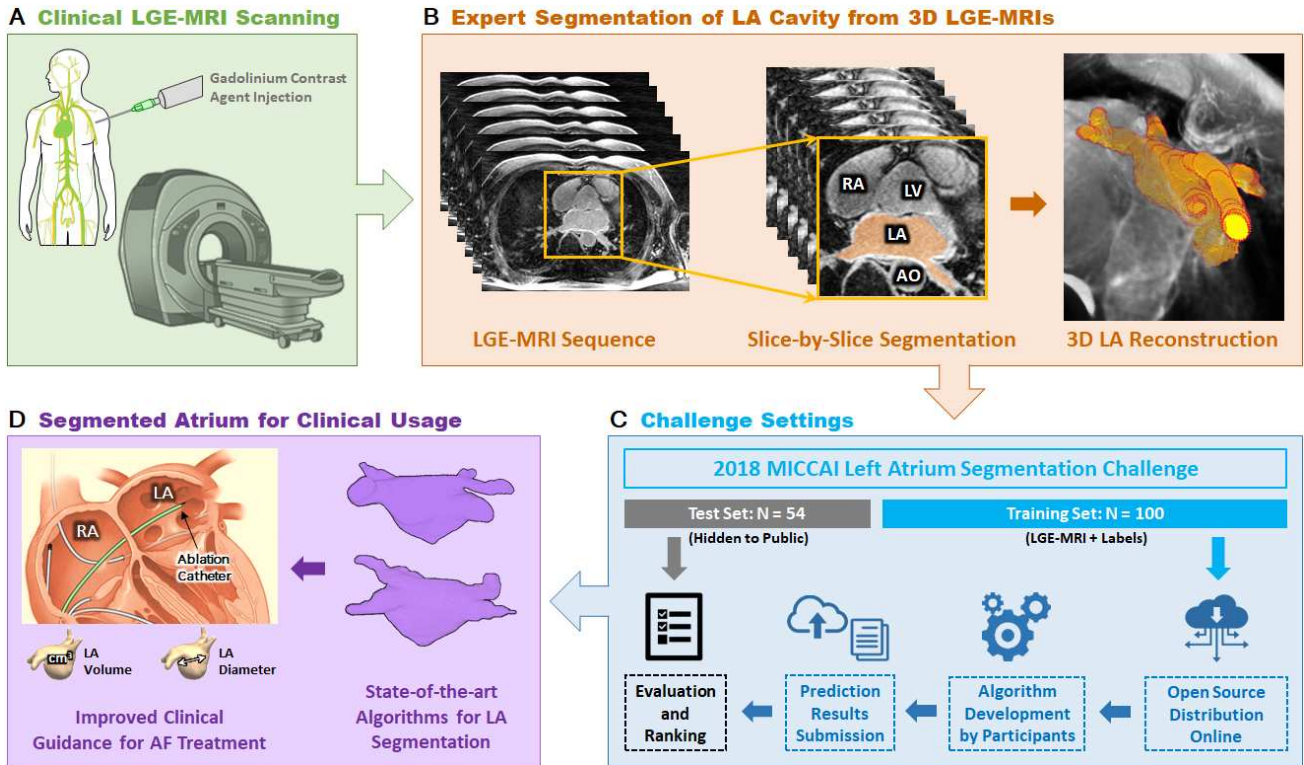 A Clinical LGE-MRI Scanning
Gadolinium Contrast
Agent Injection
B Expert Segmentation of LA Cavity from 3D LGE-MRIs
RA
LV
LA
AO
LGE-MRI Sequence
Slice-by-Slice Segmentation
3D LA Reconstruction
C Challenge Settings
2018 MICCAI Left Atrium Segmentation Challenge
Test Set: N = 54
(Hidden to Public)
Training Set: N = 100
(LGE-MRI + Labels)
Evaluation
and
Ranking
Prediction
Results
Submission
Algorithm
Development
by Participants
Open Source
Distribution
Online
D Segmented Atrium for Clinical Usage
LA
RA
Ablation
Catheter
cm³
LA
Volume
LA
Diameter
Improved Clinical
Guidance for AF Treatment
State-of-the-art
Algorithms for LA
Segmentation